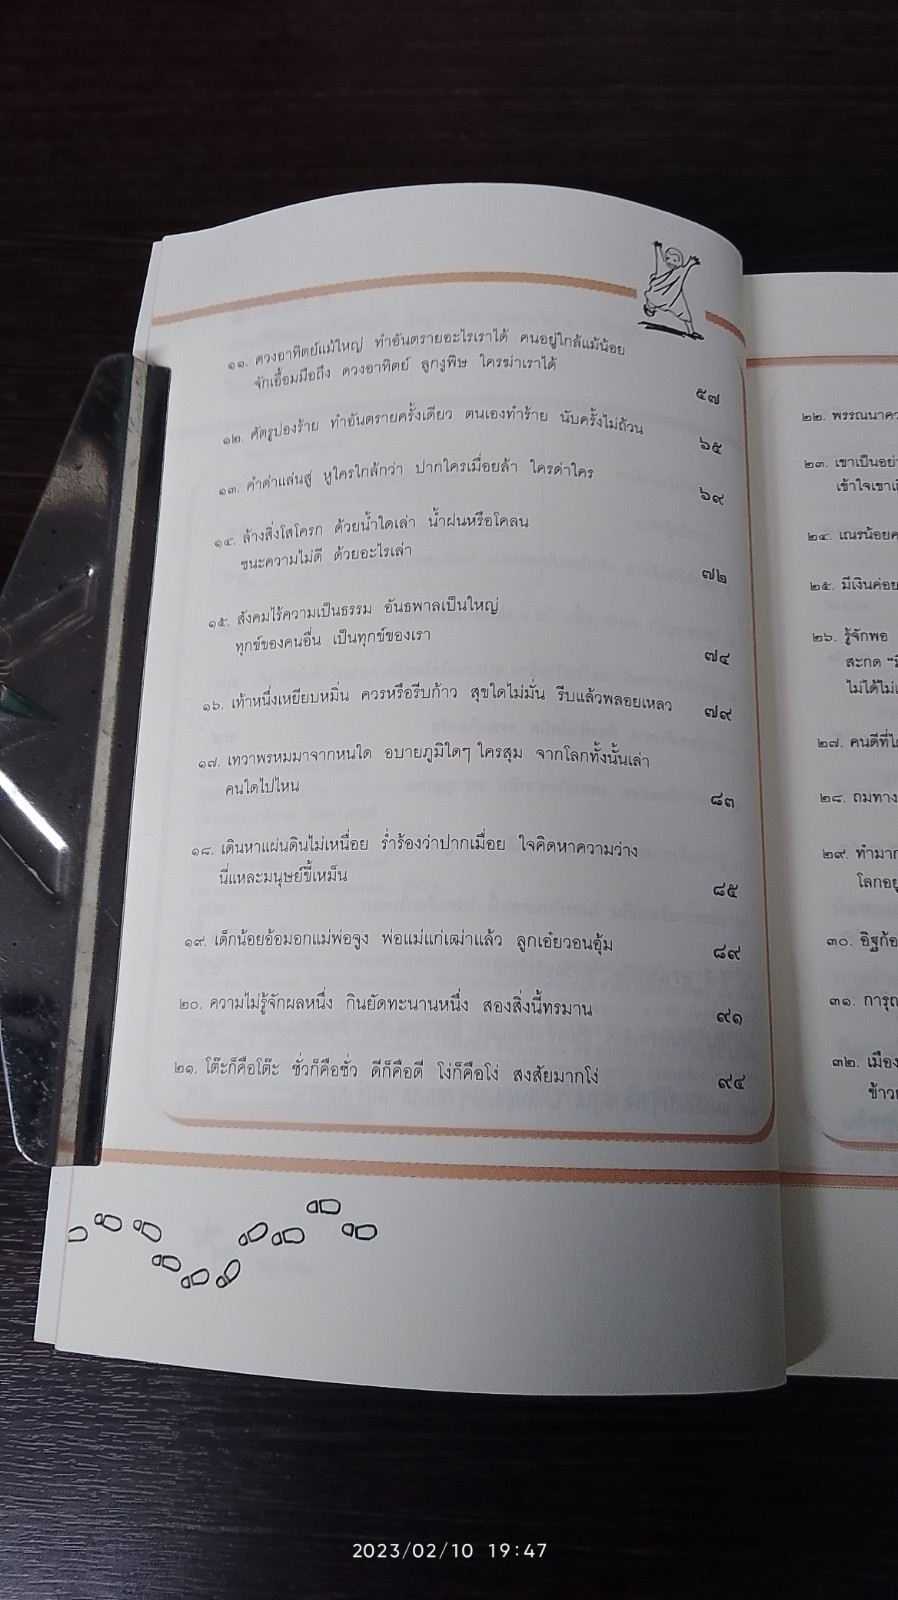 ๑๑. ดวงอาทิตย์แม้ใหญ่ ทำอันตรายอะไรเราได้ คนอยู่ใกล้แม้น้อย
จักเอื้อมมือถึง ดวงอาทิตย์ ลูกงูพิษ ใครฆ่าเราได้ ๕๗
๑๒. ศัตรูปองร้าย ทำอันตรายครั้งเดียว ตนเองทำร้าย นับครั้งไม่ถ้วน ๖๕
๑๓. คำด่าแล่นสู่ หูใครใกล้กว่า ปากใครเมื่อยล้า ใครด่าใคร ๖๙
๑๔. ล้างสิ่งโสโครก ด้วยน้ำใดเล่า น้ำฝนหรือโคลน
ชนะความไม่ดี ด้วยอะไรเล่า ๗๒
๑๕. สังคมไร้ความเป็นธรรม อันธพาลเป็นใหญ่
ทุกข์ของคนอื่น เป็นทุกข์ของเรา ๗๔
๑๖. เท้าหนึ่งเหยียบหมิ่น ควรหรือรีบก้าว สุขใดไม่มั่น รีบแล้วพลอยเหลว ๗๙
๑๗. เทวาพรหมมาจากหนใด อบายภูมิใดๆ ใครสุม จากโลกทั้งนั้นเล่า
คนใดไปไหน ๘๓
๑๘. เดินหาแผ่นดินไม่เหนื่อย ร่ำร้องว่าปากเมื่อย ใจคิดหาความว่าง
นี่แหละมนุษย์ขี้เหม็น ๘๕
๑๙. เด็กน้อยอ้อมอกแม่พ่อจูง พ่อแม่แก่เฒ่าแล้ว ลูกเอ๋ยวอนอุ้ม ๘๙
๒๐. ความไม่รู้จักผลหนึ่ง กินยัดทะนานหนึ่ง สองสิ่งนี้ทรมาน ๙๑
๒๑. โต๊ะก็คือโต๊ะ ชั่วก็คือชั่ว ดีก็คือดี โง่ก็คือโง่ สงสัยมากโง่ ๙๔
๒๒. พรรณนาคว
๒๓. เขาเป็นอย่า
เข้าใจเขาเ
๒๔. เณรน้อยค
๒๕. มีเงินค่อย
๒๖. รู้จักพอ
สะกด "มี
ไม่ได้ไม่เ
๒๗. คนดีที่ไ
๒๘. ถมทาง
๒๙. ทำมาก
โลกอยู
๓๐. อิฐก้อ
๓๑. การุณ
๓๒. เมือง
ข้าว
2023/02/10 19:47